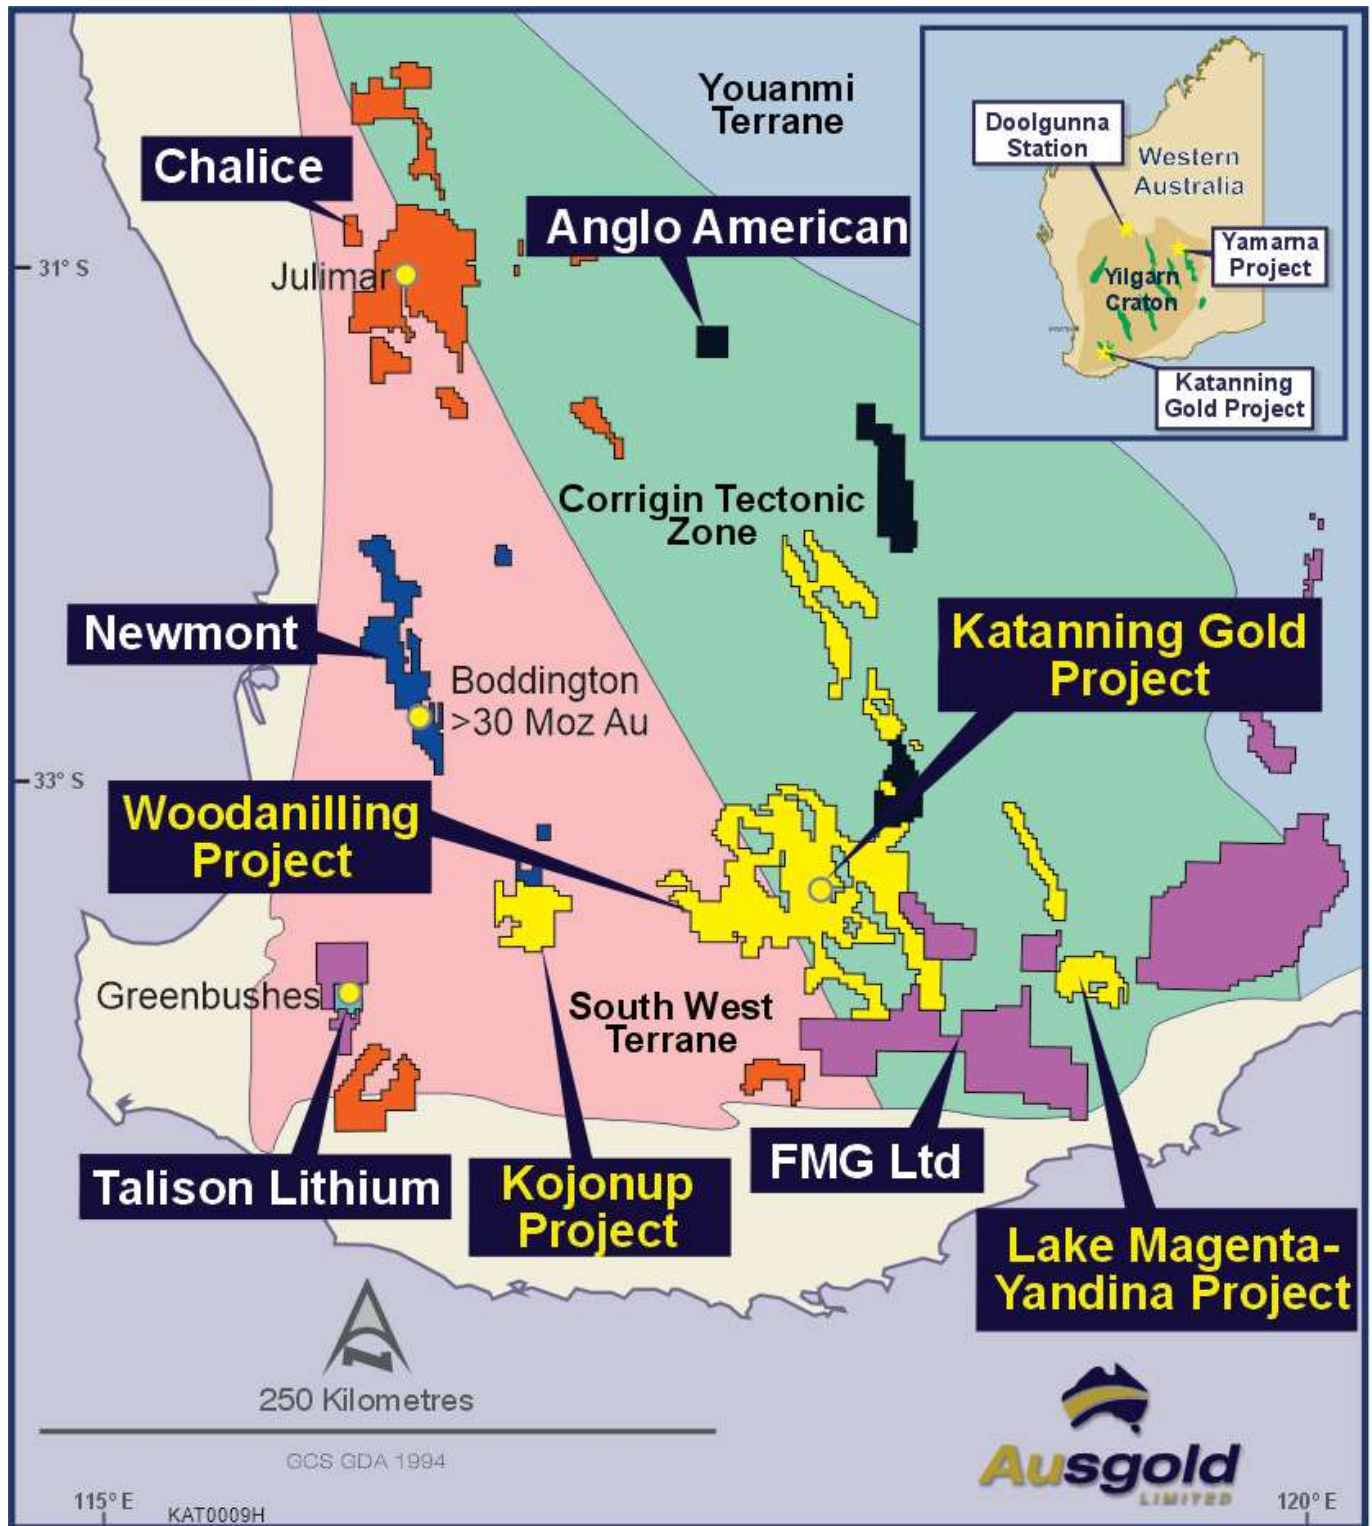 Youanmi
Terrane
Doolgunna
Station
Western
Australia
Yamarna
Project
Yilgarn
Craton
Katanning
Gold Project
Chalice
Anglo American
31° S
Julimar
Corrigin Tectonic
Zone
Newmont
Katanning Gold
Project
Boddington
>30 Moz Au
33° S
Woodanilling
Project
Greenbushes
South West
Terrane
Talison Lithium
Kojonup
Project
FMG Ltd
Lake Magenta-
Yandina Project
N
250 Kilometres
GCS GDA 1994
Ausgold
LIMITED
115° E
KAT0009H
120° E